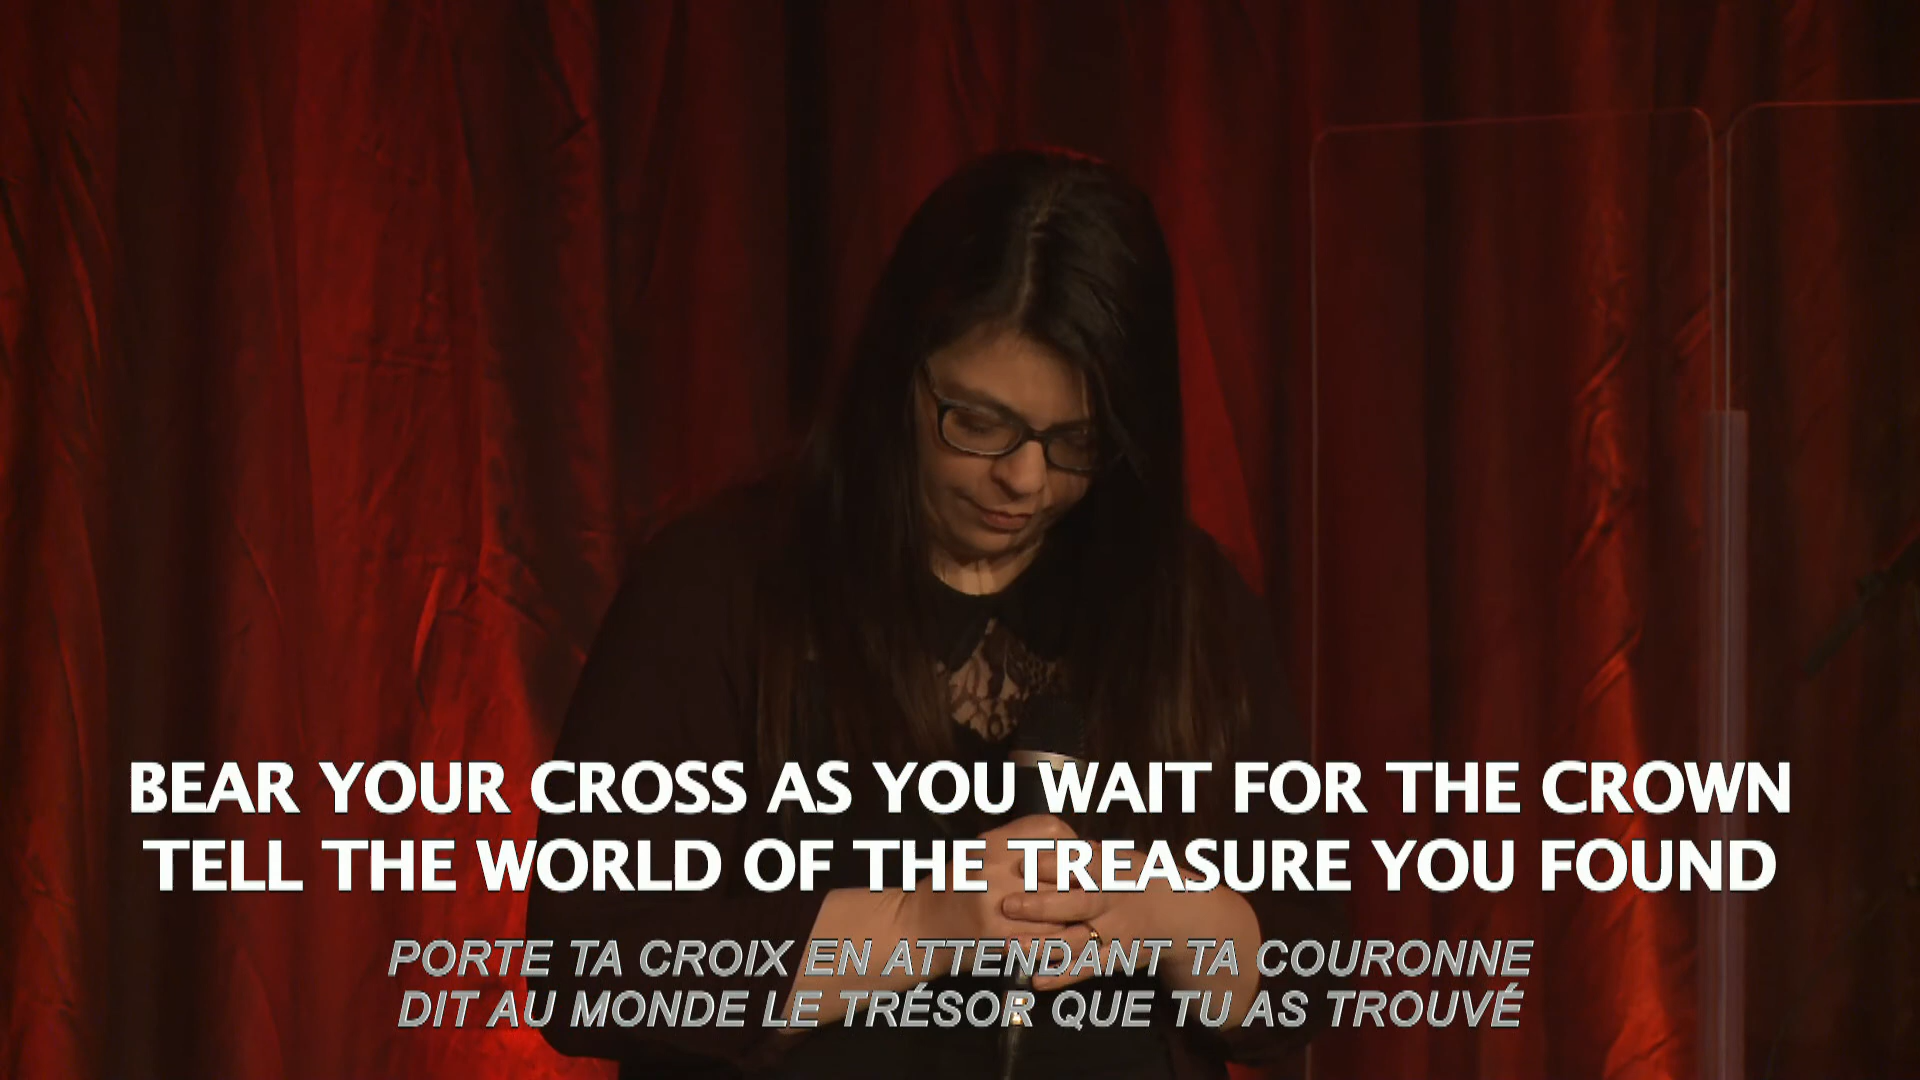 BEAR YOUR CROSS AS YOU WAIT FOR THE CROWN
TELL THE WORLD OF THE TREASURE YOU FOUND
PORTE TA CROIX EN ATTENDANT TA COURONNE
DIT AU MONDE LE TRÉSOR QUE TU AS TROUVÉ